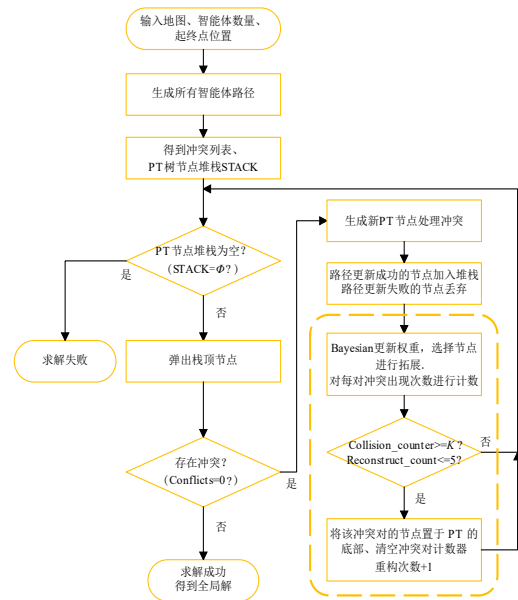 输入地图、智能体数量、
起终点位置
生成所有智能体路径
得到冲突列表、
PT树节点堆栈STACK
PT节点堆栈为空?
(STACK=Φ?)
是
否
求解失败
弹出栈顶节点
存在冲突?
(Conflicts=0?)
是
否
求解成功
得到全局解
生成新PT节点处理冲突
路径更新成功的节点加入堆栈
路径更新失败的节点丢弃
Bayesian更新权重，选择节点
进行拓展.
对每对冲突出现次数进行计数
Collision_counter>=K?
Reconstruct_count<=5?
否
是
将该冲突对的节点置于 PT 的
底部、清空冲突对计数器
重构次数+1